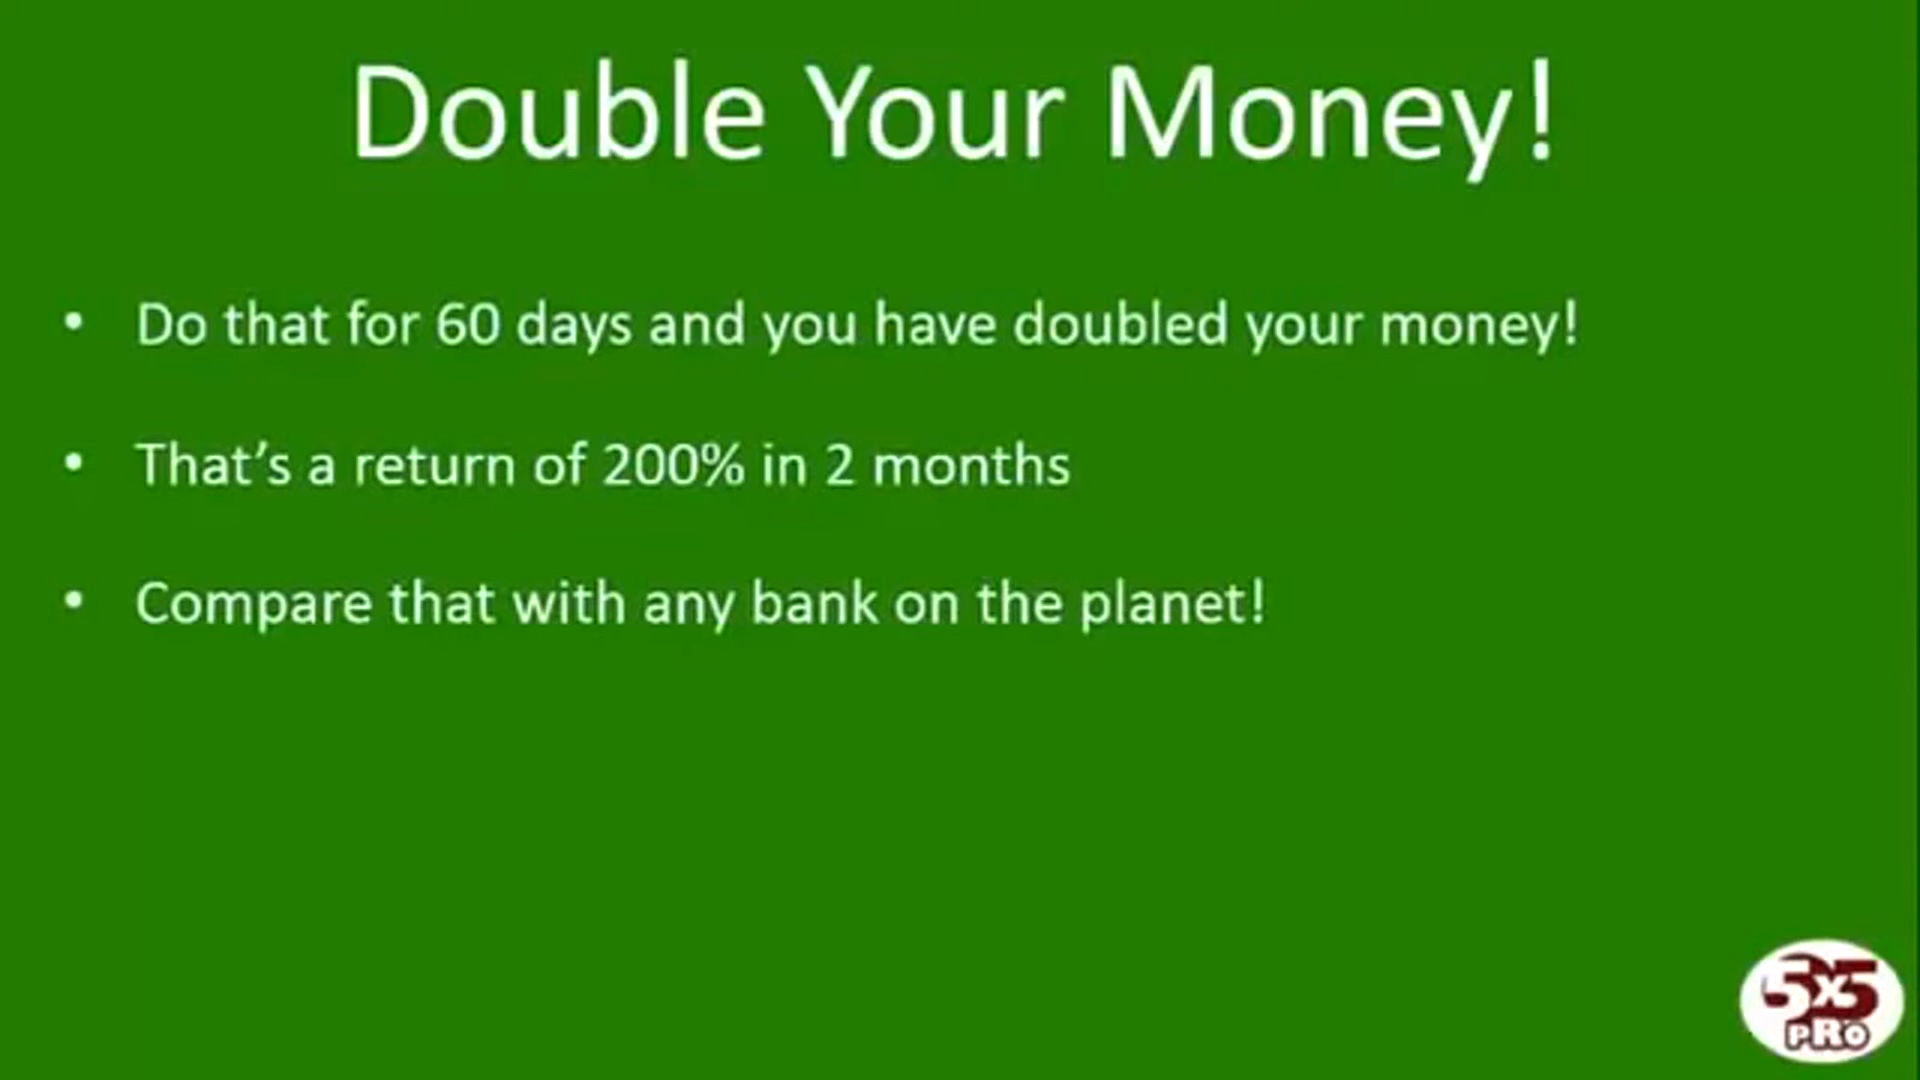 Double Your Money!
• Do that for 60 days and you have doubled your money!
• That's a return of 200% in 2 months
• Compare that with any bank on the planet!
5x5
PRO